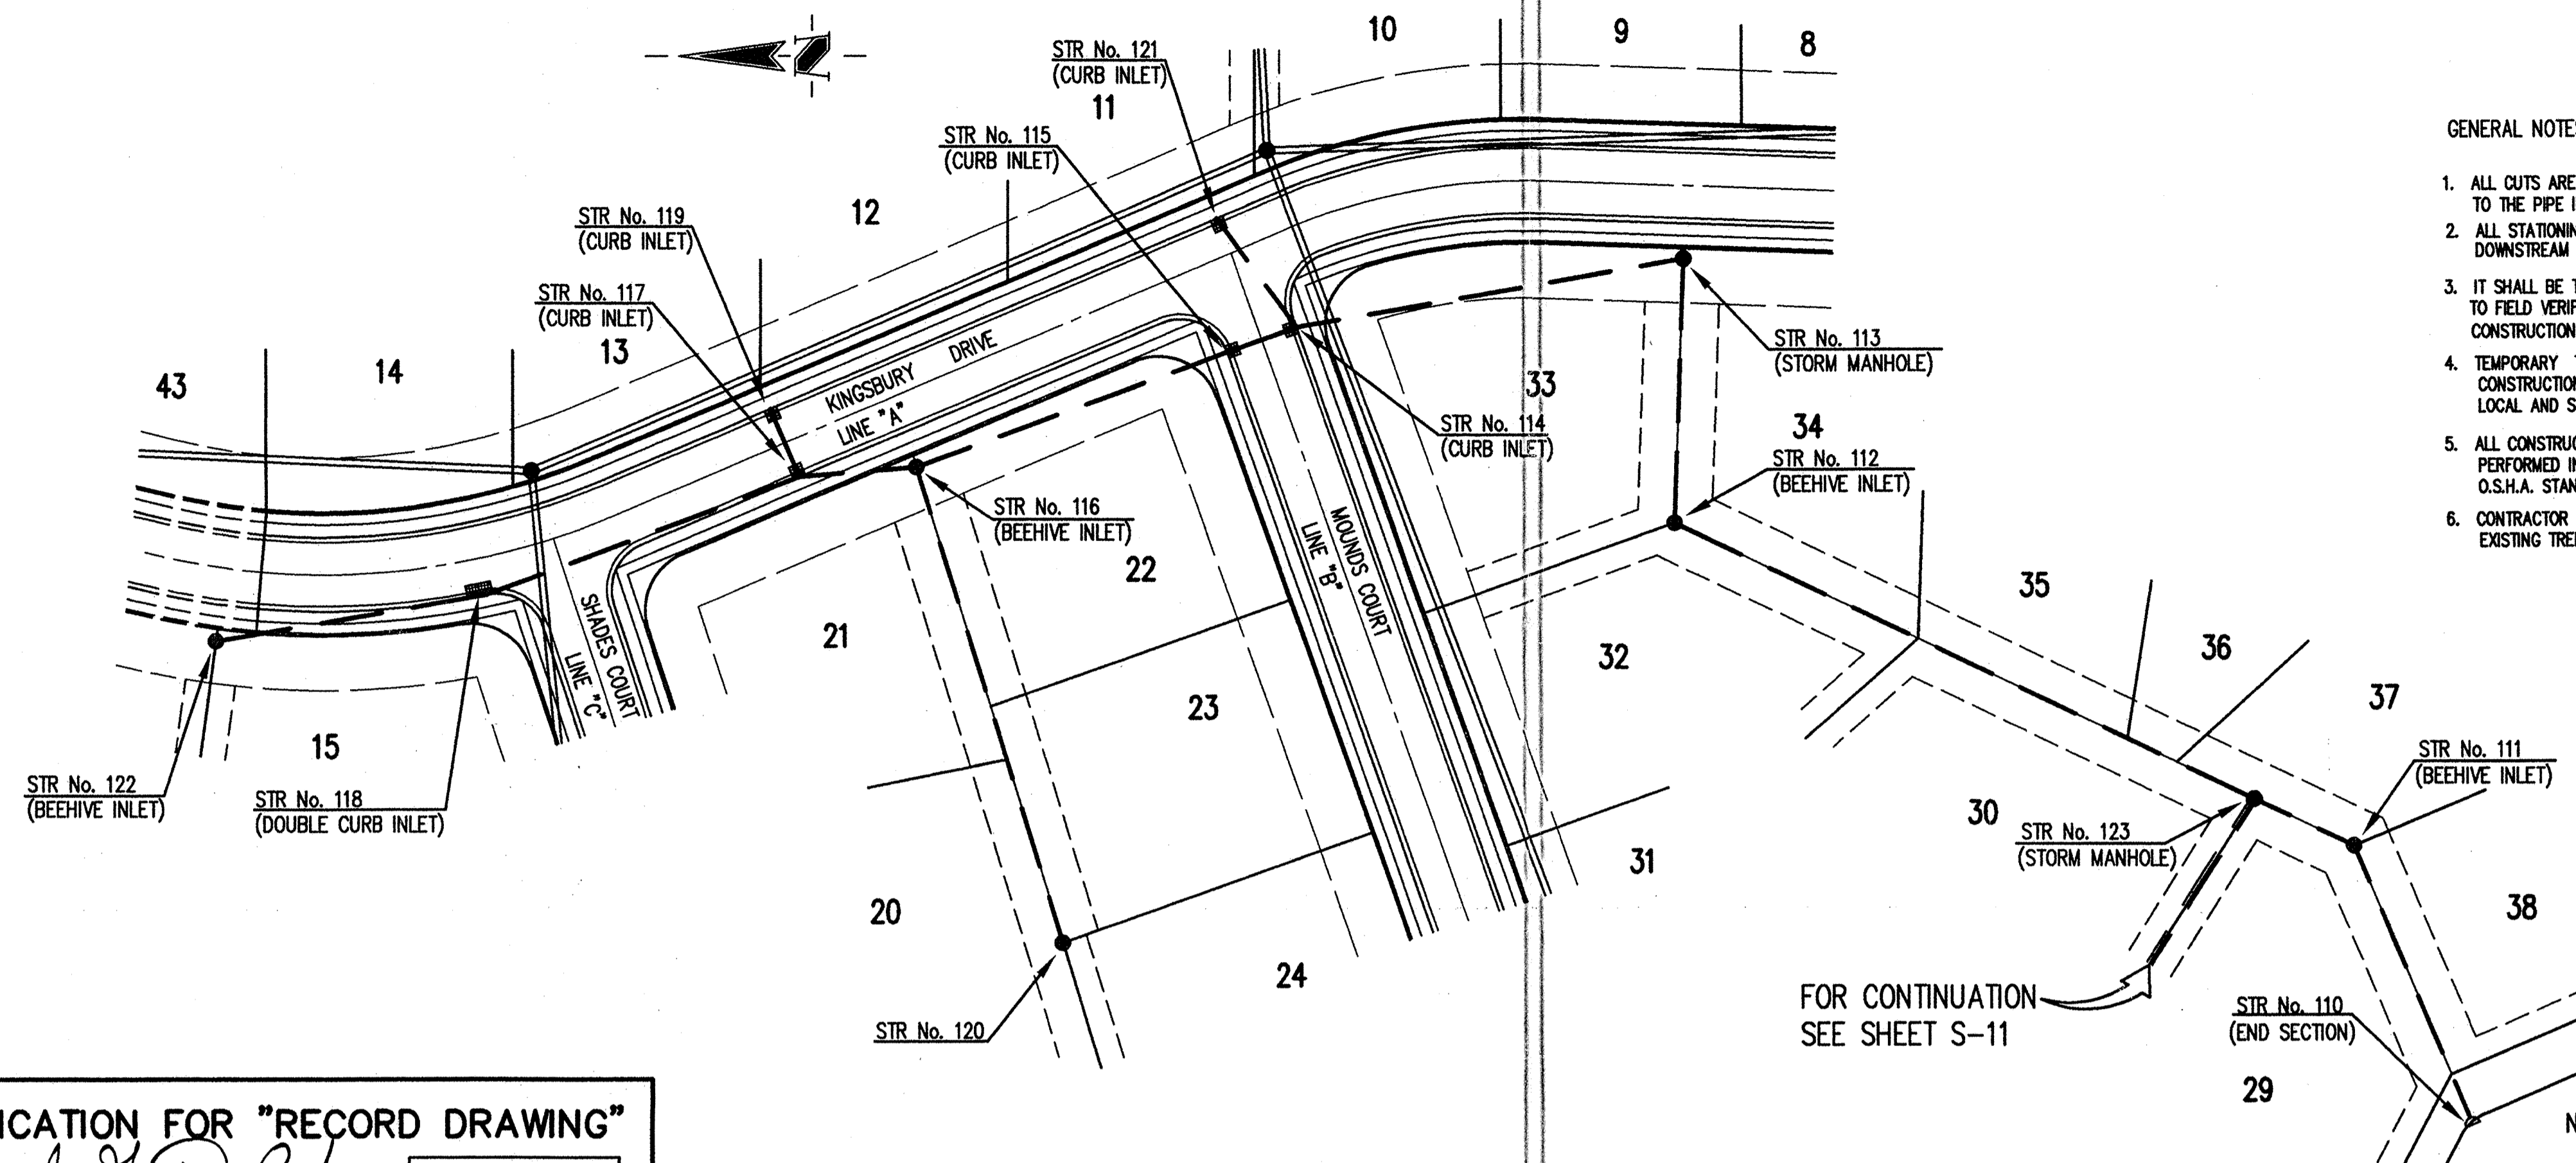 10
9
8
STR No. 121
(CURB INLET)
11
STR No. 115
(CURB INLET)
12
STR No. 119
(CURB INLET)
STR No. 117
(CURB INLET)
13
14
43
KINGSBURY DRIVE
LINE "A"
STR No. 113
(STORM MANHOLE)
33
STR No. 114
(CURB INLET)
34
STR No. 112
(BEEHIVE INLET)
STR No. 116
(BEEHIVE INLET)
22
MOUNDS COURT
LINE "B"
SHADES COURT
LINE "C"
21
35
36
32
37
23
15
STR No. 122
(BEEHIVE INLET)
STR No. 118
(DOUBLE CURB INLET)
STR No. 111
(BEEHIVE INLET)
30
STR No. 123
(STORM MANHOLE)
31
20
38
24
STR No. 120
FOR CONTINUATION
SEE SHEET S-11
STR No. 110
(END SECTION)
29
N
GENERAL NOTE
1. ALL CUTS ARE
TO THE PIPE
2. ALL
DOWNSTREAM
3. IT SHALL BE
TO FIELD
CONSTRUCTION
4. TEMPORARY
LOCAL AND S
5. ALL
PERFORMED
O.S.H.A.
6. CONTRACTOR
EXISTING
ICATION FOR "RECORD DRAWING"